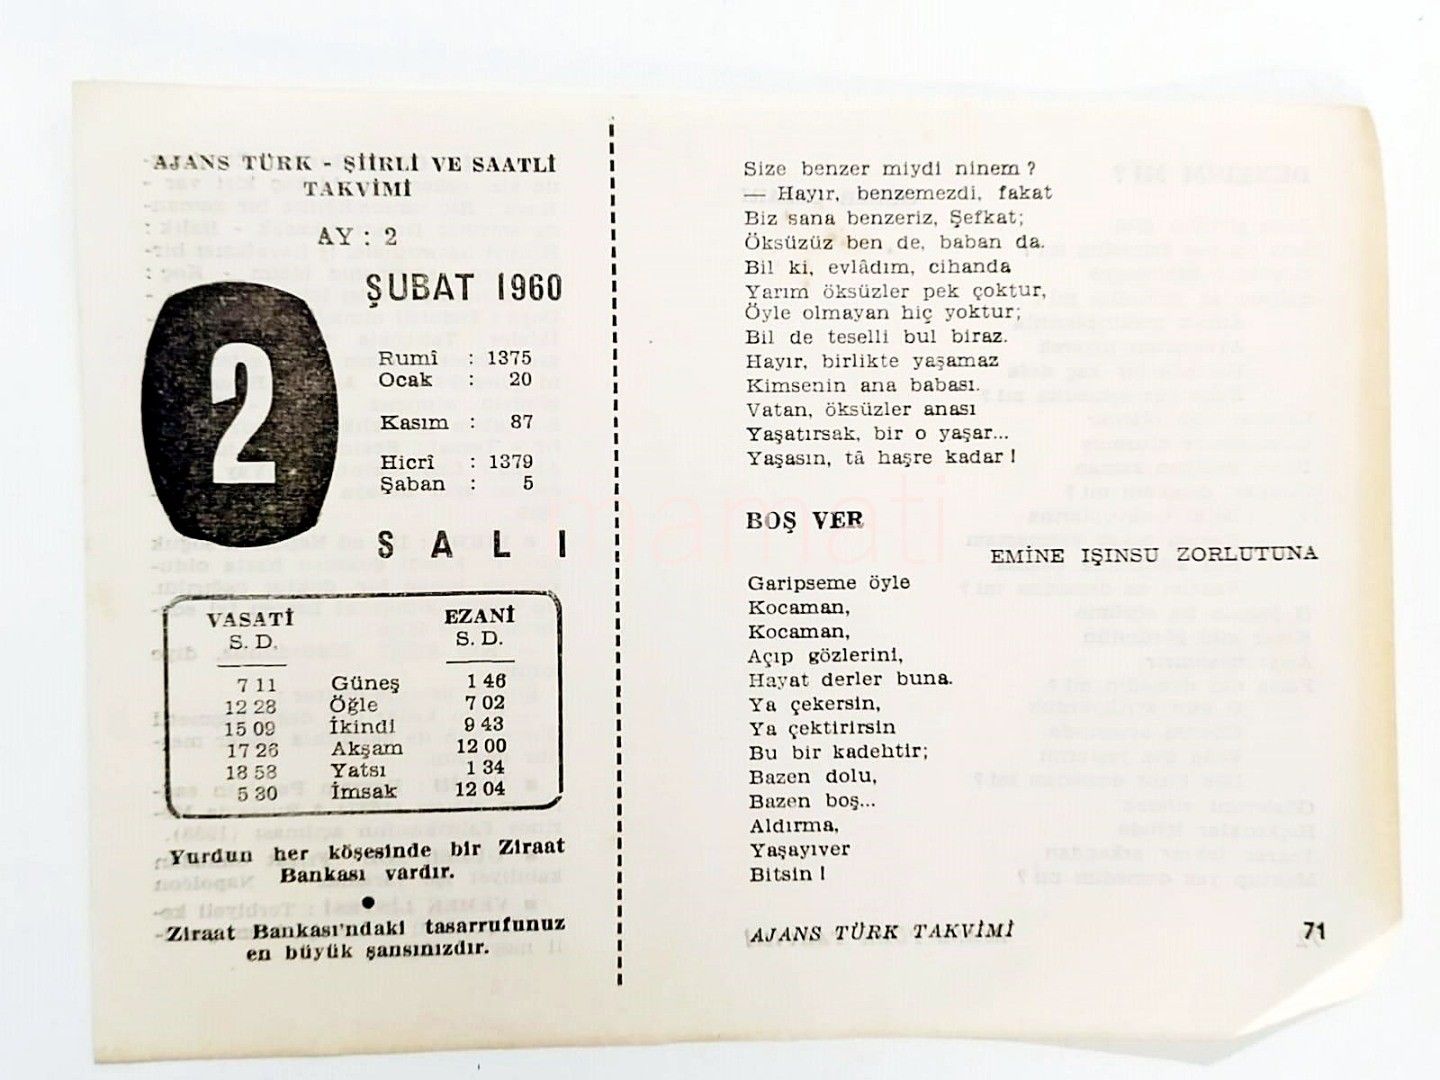 AJANS TÜRK - ŞİİRLİ VE SAATLİ
TAKVİMİ
AY : 2
ŞUBAT 1960
2
Rumî : 1375
Ocak : 20
Kasım : 87
Hicrî : 1379
Şaban : 5
SALI
VASATİ EZANİ
S. D. S. D.
7 11 Güneş 1 46
12 28 Öğle 7 02
15 09 İkindi 9 43
17 26 Akşam 12 00
18 58 Yatsı 1 34
5 30 İmsak 12 04
Yurdun her köşesinde bir Ziraat
Bankası vardır.
●
Ziraat Bankası'ndaki tasarrufunuz
en büyük şansınızdır.
Size benzer miydi ninem ?
— Hayır, benzemezdi, fakat
Biz sana benzeriz, Şefkat;
Öksüzüz ben de, baban da.
Bil ki, evlâdım, cihanda
Yarım öksüzler pek çoktur,
Öyle olmayan hiç yoktur;
Bil de teselli bul biraz.
Hayır, birlikte yaşamaz
Kimsenin ana babası.
Vatan, öksüzler anası
Yaşatırsak, bir o yaşar...
Yaşasın, tâ haşre kadar !
BOŞ VER
EMİNE IŞINSU ZORLUTUNA
Garipseme öyle
Kocaman,
Kocaman,
Açıp gözlerini,
Hayat derler buna.
Ya çekersin,
Ya çektirirsin
Bu bir kadehtir;
Bazen dolu,
Bazen boş...
Aldırma,
Yaşayıver
Bitsin !
AJANS TÜRK TAKVİMİ 71